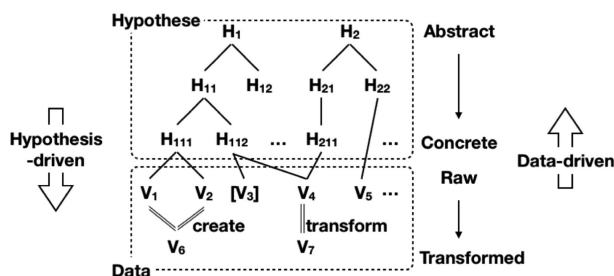 Hypothese
H1 H2 Abstract
H11 H12 H21 H22
Hypothesis
-driven
H111 H112 ... H211 ... Concrete
Data-driven
Raw
V1 V2 [V3] V4 V5 ...
create transform
V6 V7
Transformed
Data